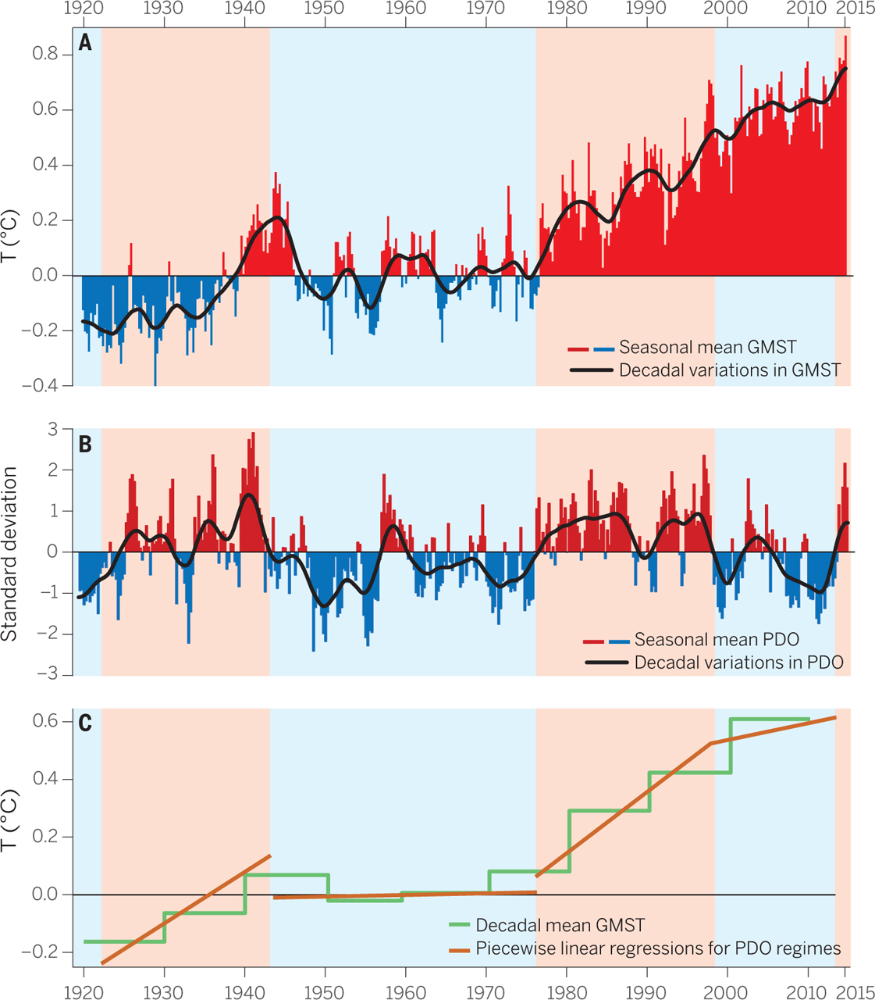 1920 1930 1940 1950 1960 1970 1980 1990 2000 2010 2015
A
0.8
0.6
0.4
0.2
0.0
−0.2
−0.4
T (°C)
Seasonal mean GMST
Decadal variations in GMST
B
3
2
1
0
−1
−2
−3
Standard deviation
Seasonal mean PDO
Decadal variations in PDO
C
0.6
0.4
0.2
0.0
−0.2
T (°C)
Decadal mean GMST
Piecewise linear regressions for PDO regimes
1920 1930 1940 1950 1960 1970 1980 1990 2000 2010 2015